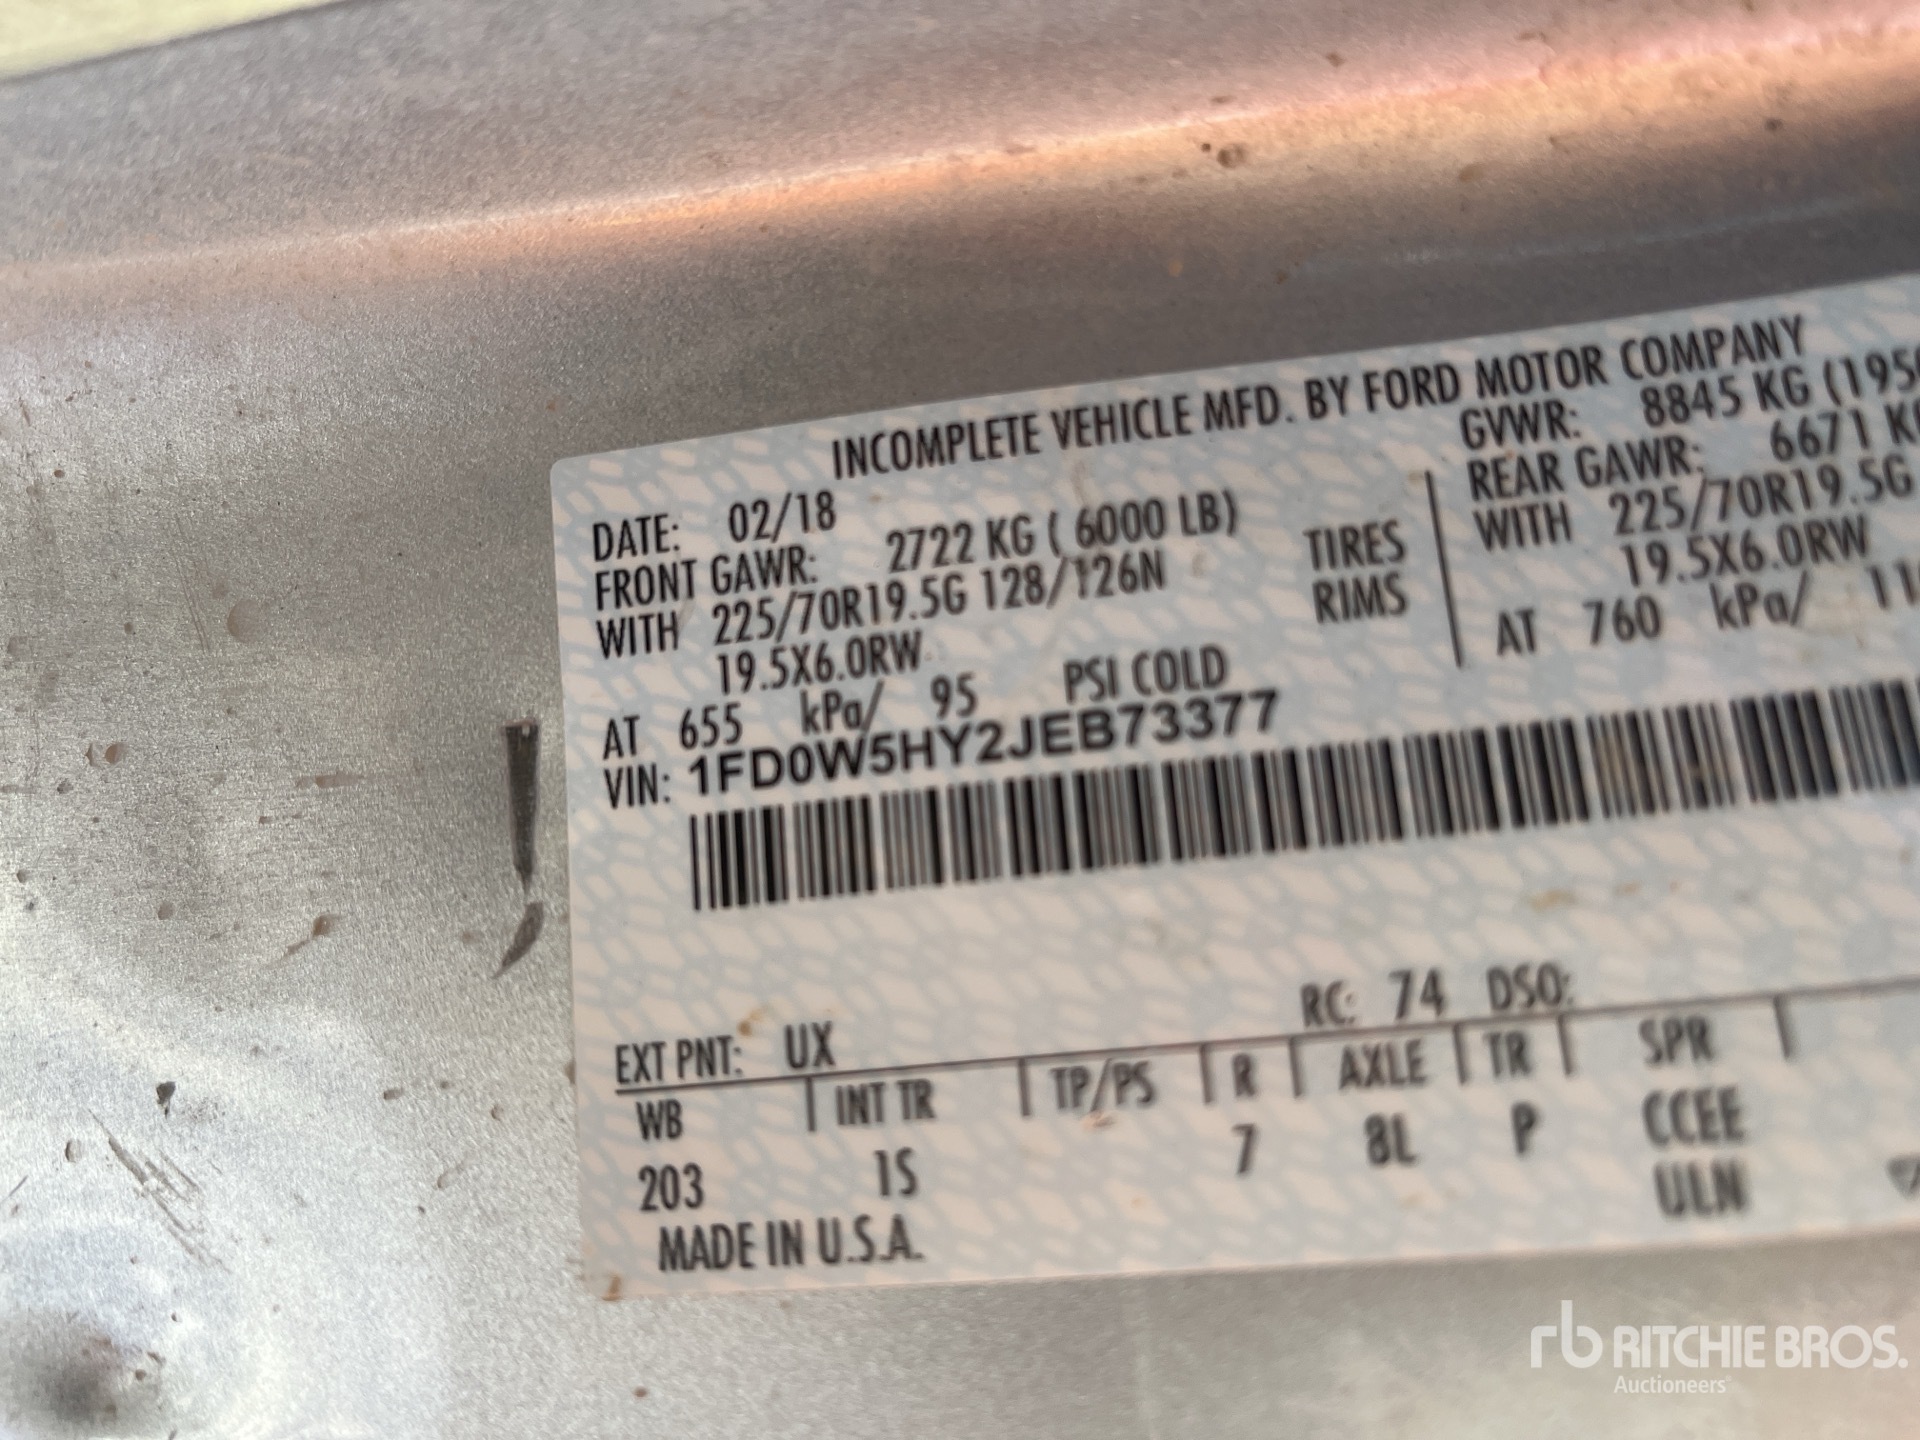 INCOMPLETE VEHICLE MFD. BY FORD MOTOR COMPANY
DATE: 02/18
GVWR: 8845 KG (195
FRONT GAWR: 2722 KG ( 6000 LB)
REAR GAWR: 6671 K
WITH 225/70R19.5G 128/126N
TIRES
WITH 225/70R19.5G
19.5X6.0RW
RIMS
19.5X6.0RW
AT 655 kPa/ 95 PSI COLD
AT 760 kPa/ 11
VIN: 1FD0W5HY2JEB73377
RC: 74 DSO:
EXT PNT: UX
WB INT TR TP/PS R AXLE TR SPR
203 1S 7 8L P CCEE
ULN
MADE IN U.S.A.
rb RITCHIE BROS.
Auctioneers